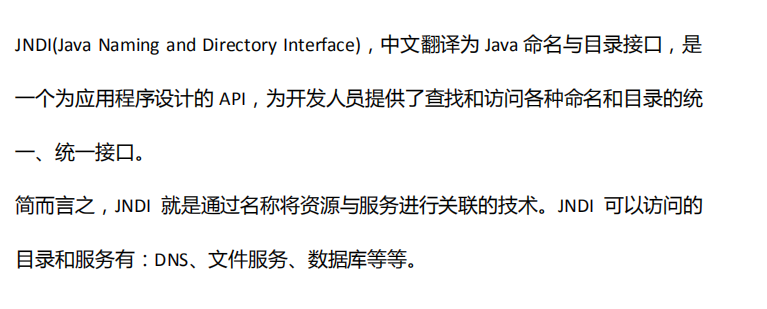 JNDI(Java Naming and Directory Interface)，中文翻译为 Java 命名与目录接口，是
一个为应用程序设计的 API，为开发人员提供了查找和访问各种命名和目录的统
一、统一接口。
简而言之，JNDI 就是通过名称将资源与服务进行关联的技术。JNDI 可以访问的
目录和服务有：DNS、文件服务、数据库等等。